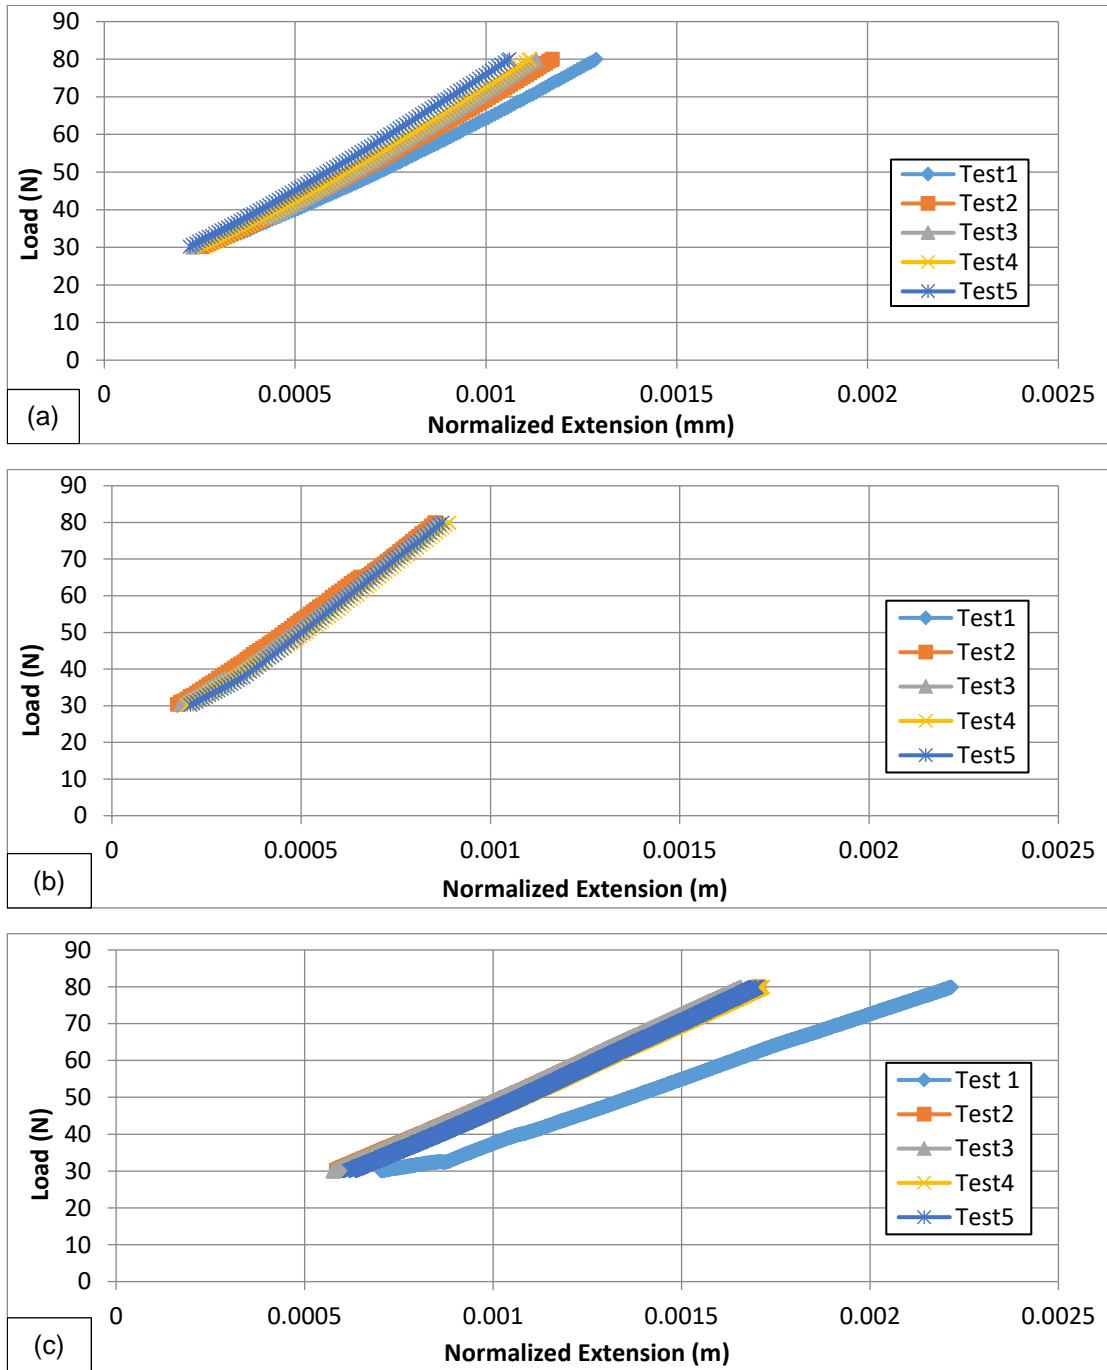 90
80
70
60
50
40
30
20
10
0
Load (N)
0 0.0005 0.001 0.0015 0.002 0.0025
Normalized Extension (mm)
Test1
Test2
Test3
Test4
Test5
(a)
90
80
70
60
50
40
30
20
10
0
Load (N)
0 0.0005 0.001 0.0015 0.002 0.0025
Normalized Extension (m)
Test1
Test2
Test3
Test4
Test5
(b)
90
80
70
60
50
40
30
20
10
0
Load (N)
0 0.0005 0.001 0.0015 0.002 0.0025
Normalized Extension (m)
Test 1
Test2
Test3
Test4
Test5
(c)